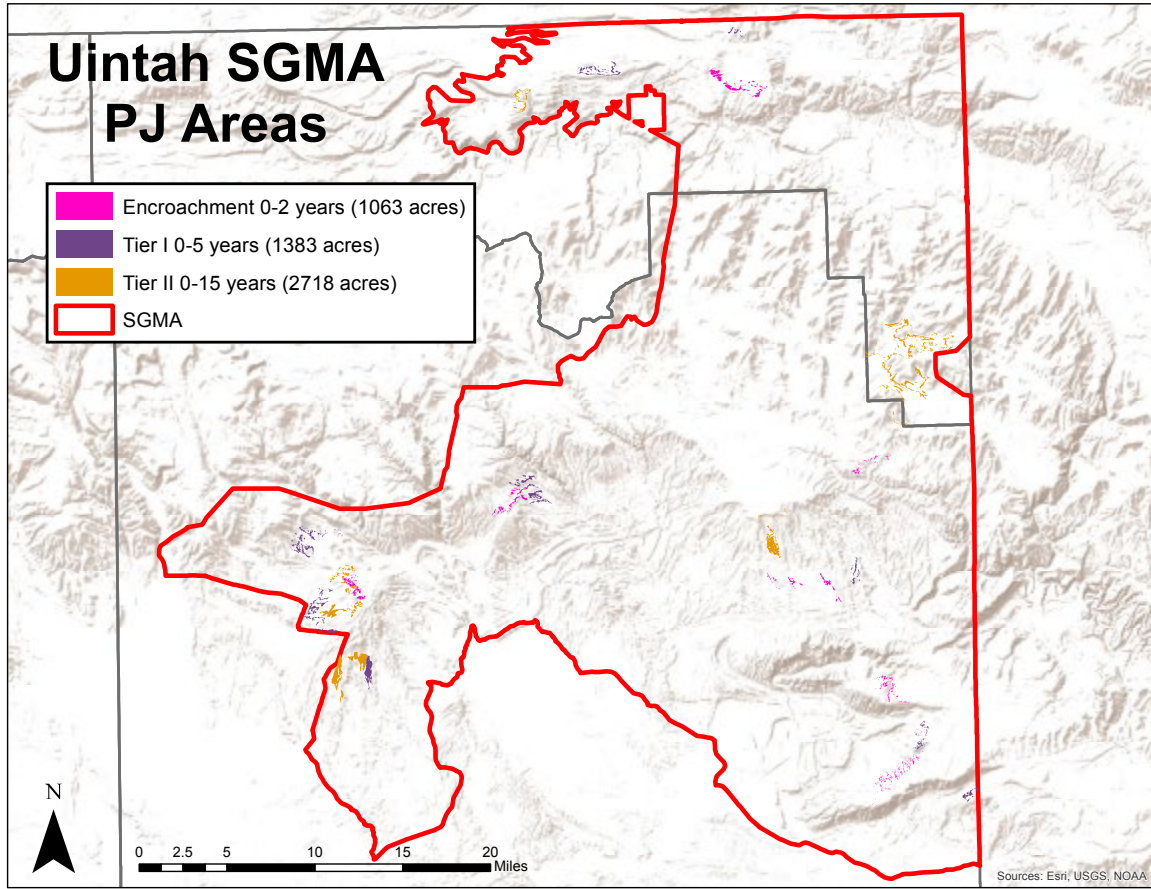 Uintah SGMA
PJ Areas
Encroachment 0-2 years (1063 acres)
Tier I 0-5 years (1383 acres)
Tier II 0-15 years (2718 acres)
SGMA
N
0 2.5 5 10 15 20
Miles
Sources: Esri, USGS, NOAA